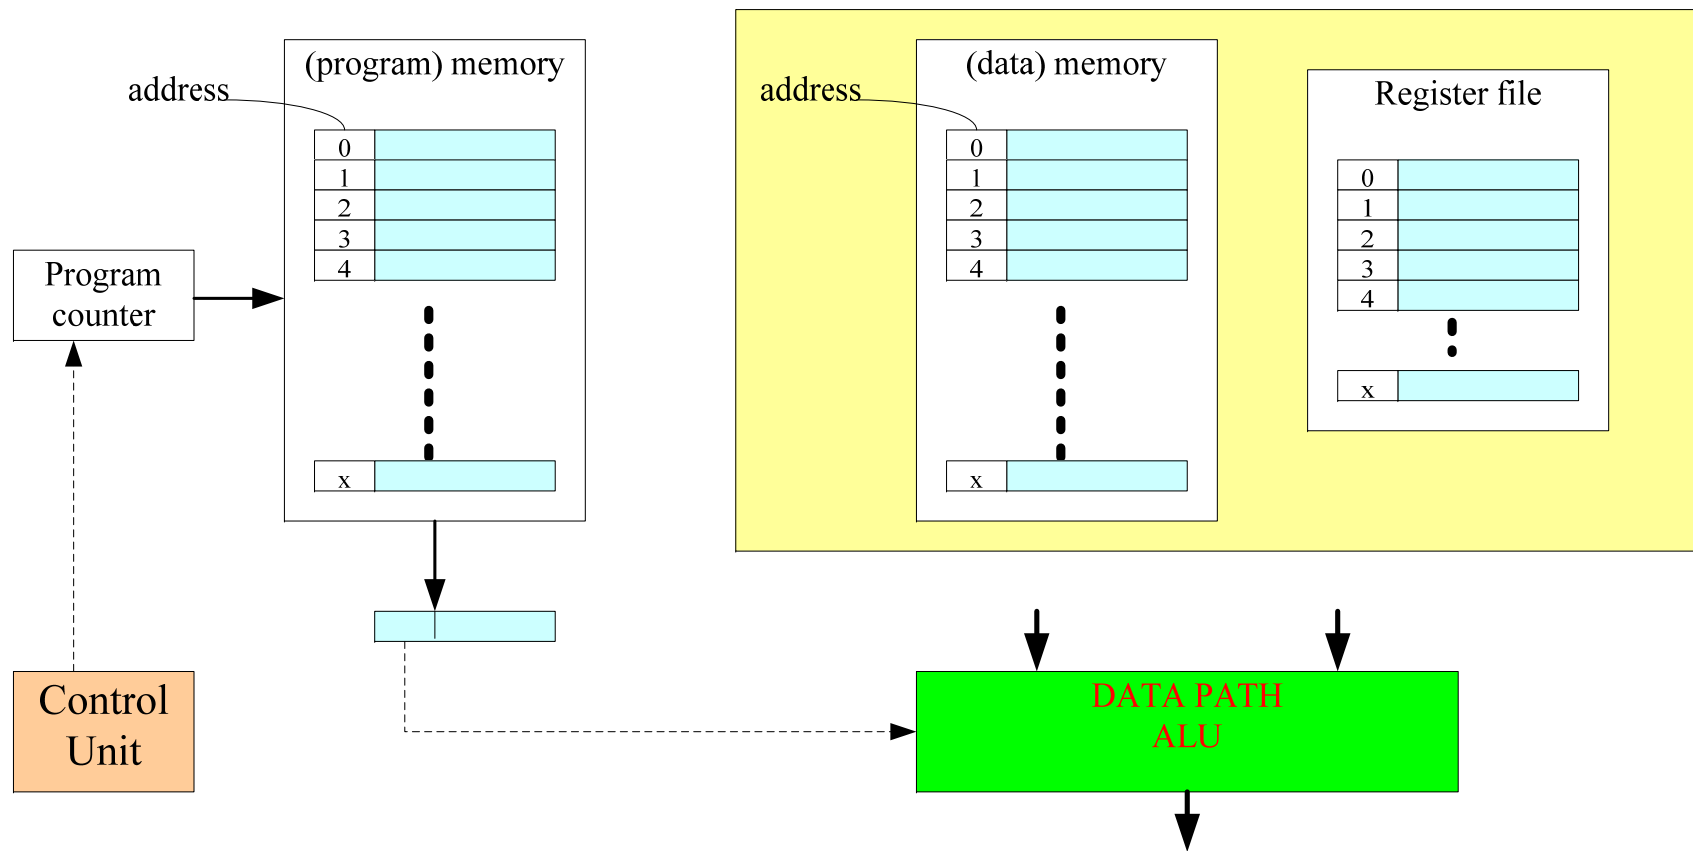 (program) memory
address
0
1
2
3
4
x
Program
counter
Control
Unit
(data) memory
address
0
1
2
3
4
x
Register file
0
1
2
3
4
x
DATA PATH
ALU